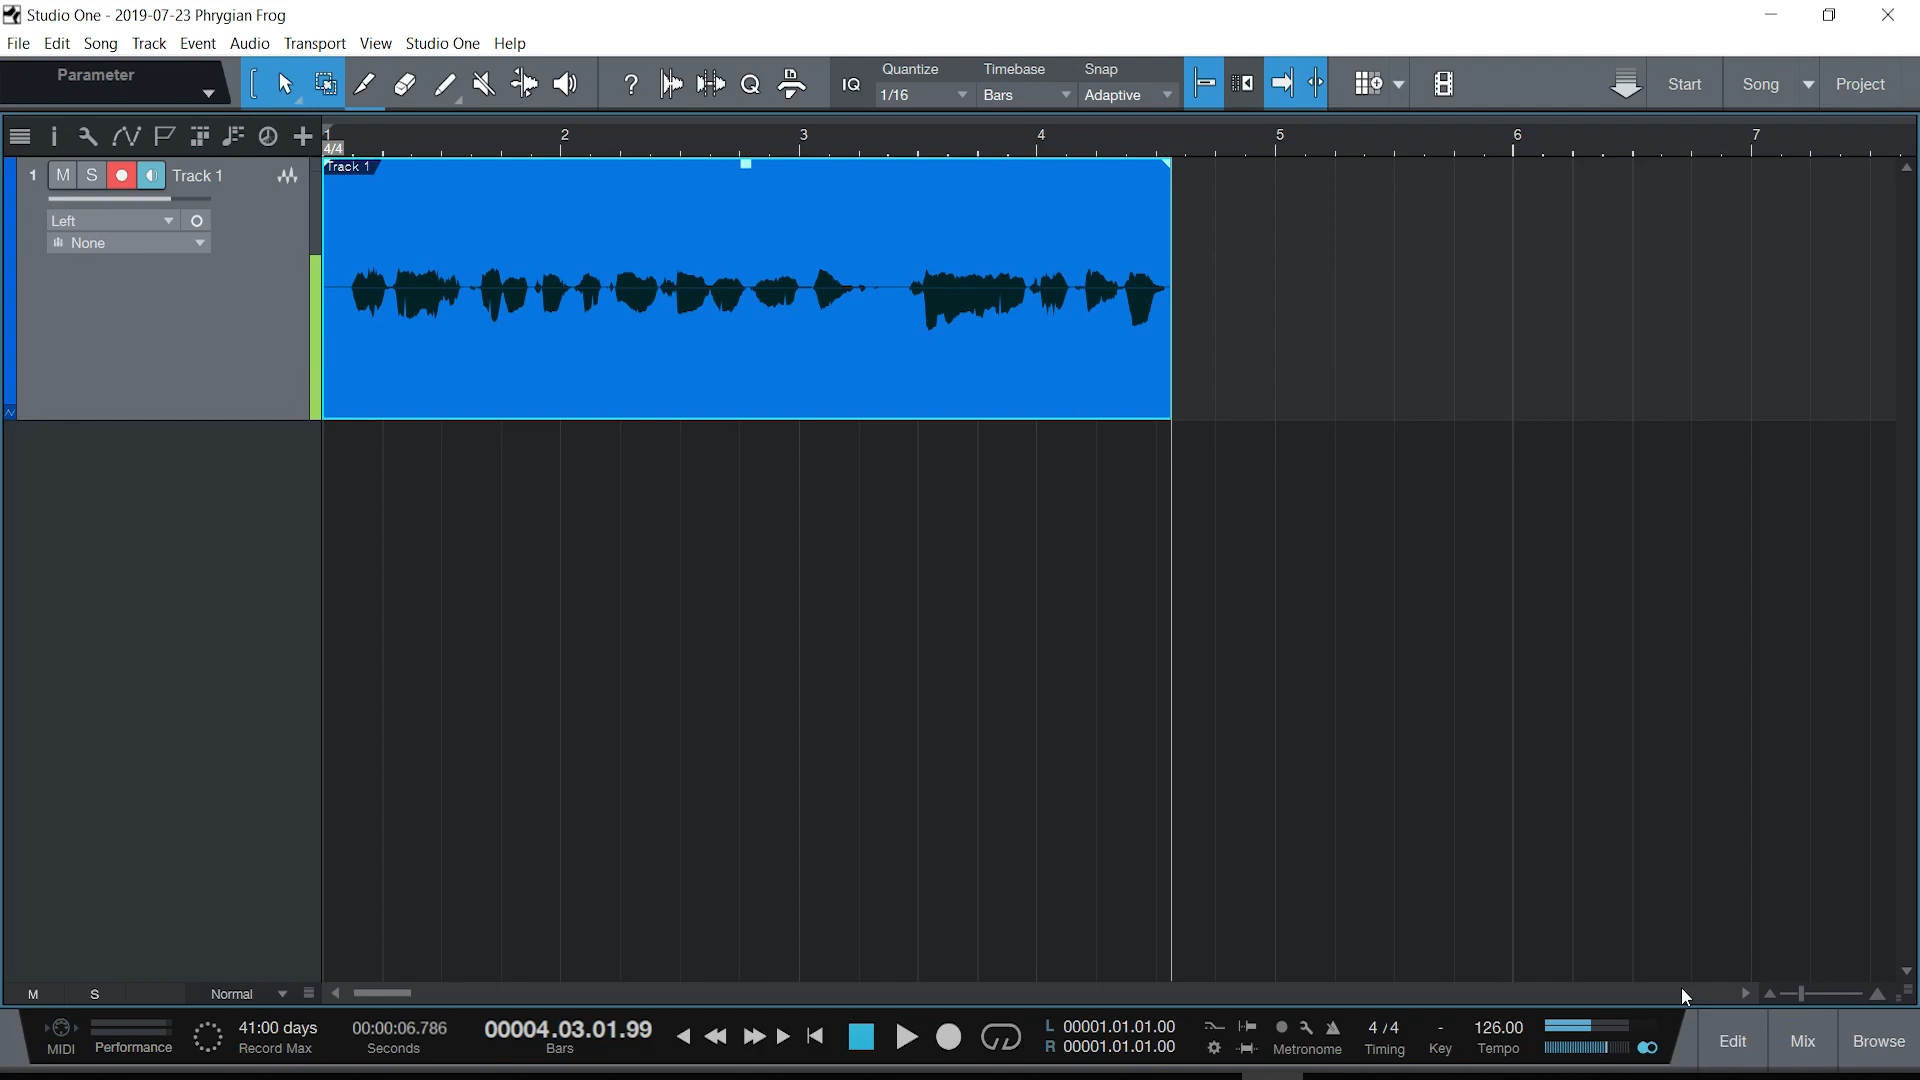 Studio One - 2019-07-23 Phrygian Frog
File Edit Song Track Event Audio Transport View Studio One Help
Parameter
? Q IQ
Quantize Timebase Snap
1/16 Bars Adaptive
Start Song Project
1 2 3 4 5 6 7
4/4
1 M S Track 1
Track 1
Left
None
M S Normal
MIDI Performance
41:00 days
Record Max
00:00:06.786
Seconds
00004.03.01.99
Bars
L 00001.01.01.00
R 00001.01.01.00
Metronome
4 / 4
Timing
-
Key
126.00
Tempo
Edit Mix Browse